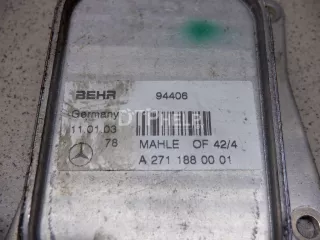 BEHR 94406
Germany
11.01.03
78 MAHLE OF 42/4
A 271 188 00 01